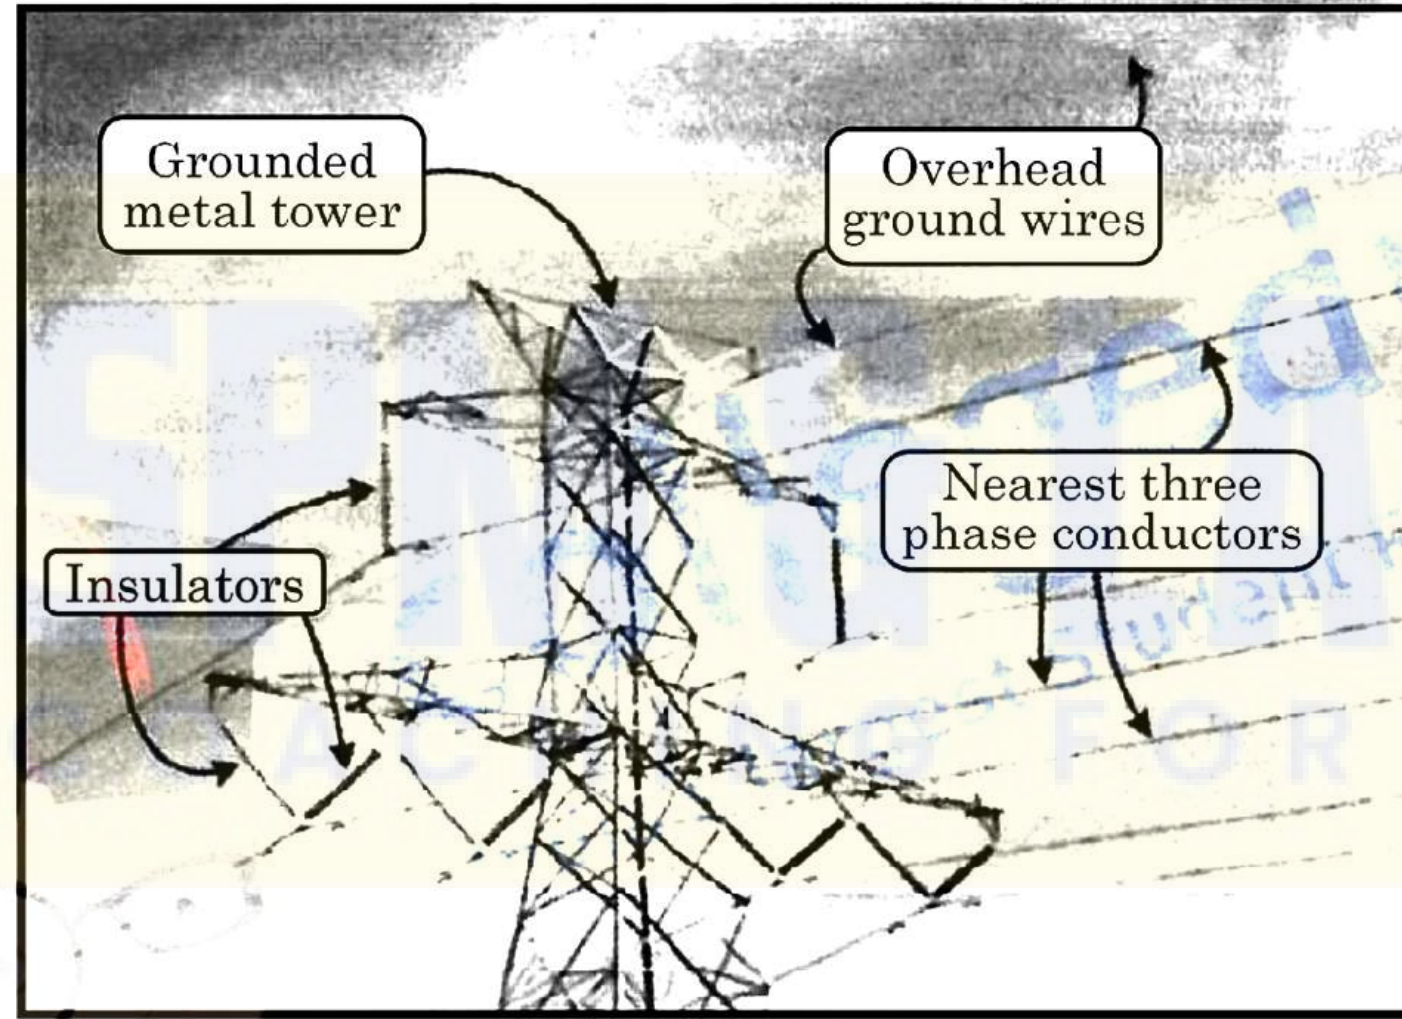 Grounded
metal tower
Overhead
ground wires
Nearest three
phase conductors
Insulators